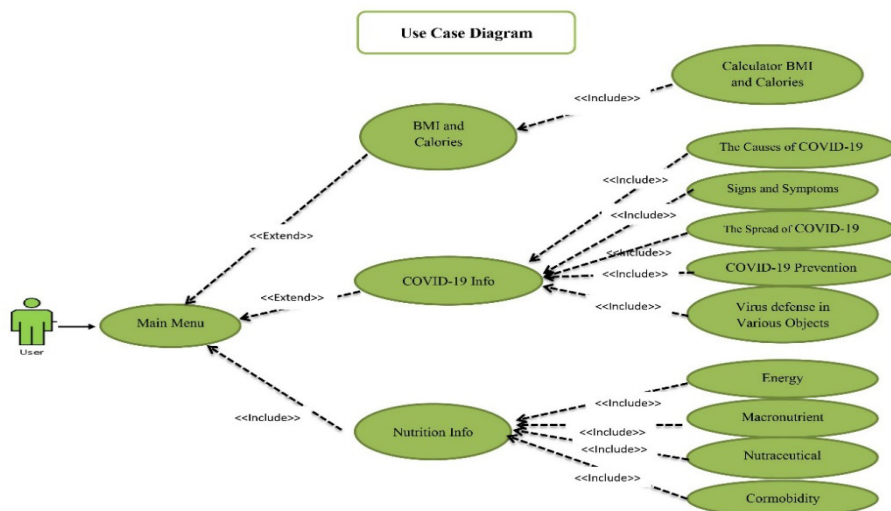 Use Case Diagram
Calculator BMI
and Calories
<<Include>>
BMI and
Calories
The Causes of COVID-19
<<Include>>
Signs and Symptoms
<<Include>>
The Spread of COVID-19
<<Extend>>
<<Include>>
COVID-19 Info
COVID-19 Prevention
<<Include>>
<<Extend>>
Virus defense in
Various Objects
<<Include>>
Main Menu
User
Energy
<<Include>>
Macronutrient
<<Include>>
Nutrition Info
<<Include>>
Nutraceutical
<<Include>>
<<Include>>
Cormobidity